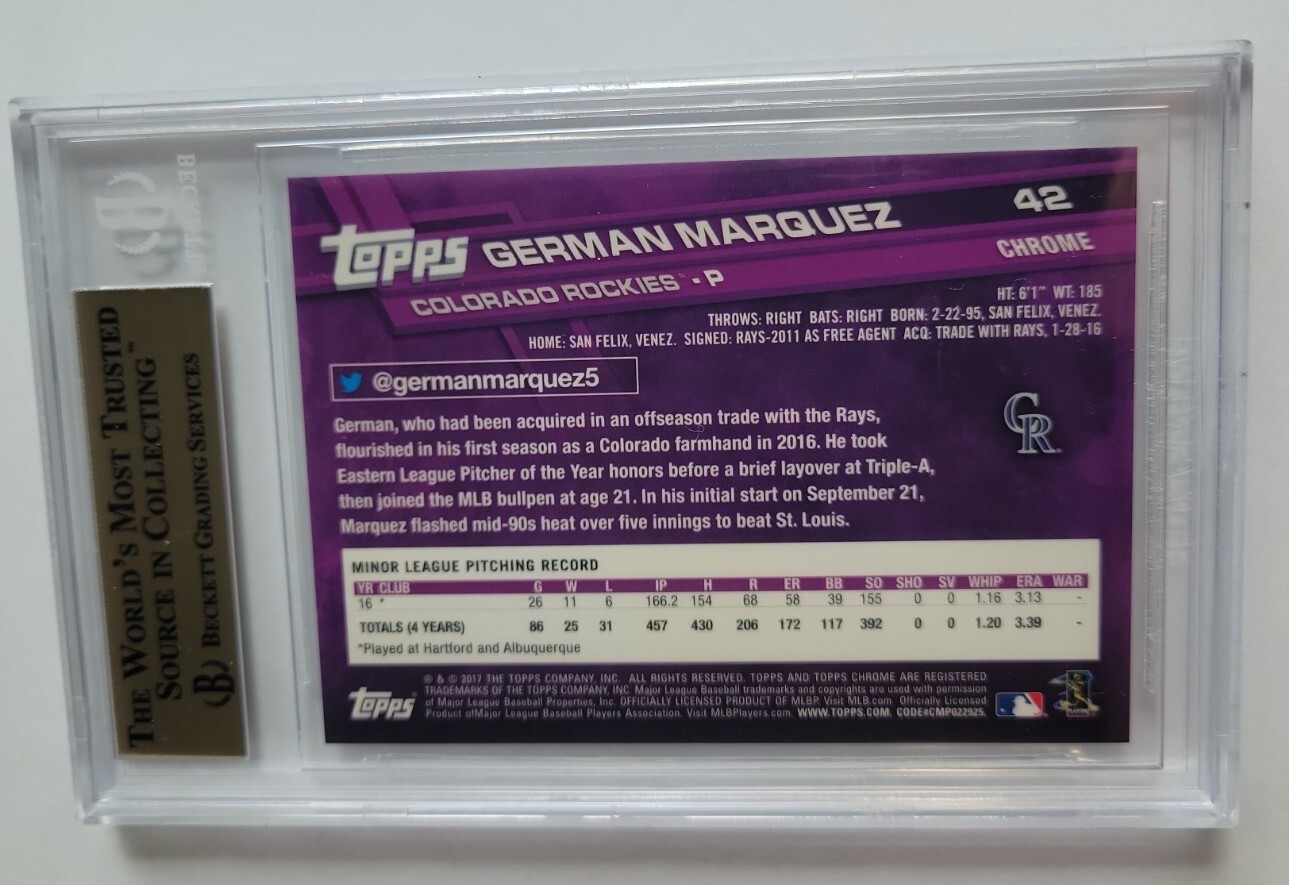 THE WORLD'S MOST TRUSTED
SOURCE IN COLLECTING™
BECKETT GRADING SERVICES
TOPPS
GERMAN MARQUEZ
42
COLORADO ROCKIES™ • P
CHROME
HT: 6'1" WT: 185
THROWS: RIGHT BATS: RIGHT BORN: 2-22-95, SAN FELIX, VENEZ.
HOME: SAN FELIX, VENEZ. SIGNED: RAYS-2011 AS FREE AGENT ACQ: TRADE WITH RAYS, 1-28-16
@germanmarquez5
German, who had been acquired in an offseason trade with the Rays,
flourished in his first season as a Colorado farmhand in 2016. He took
Eastern League Pitcher of the Year honors before a brief layover at Triple-A,
then joined the MLB bullpen at age 21. In his initial start on September 21,
Marquez flashed mid-90s heat over five innings to beat St. Louis.
CR
MINOR LEAGUE PITCHING RECORD
YR CLUB G W L IP H R ER BB SO SHO SV WHIP ERA WAR
16 * 26 11 6 166.2 154 68 58 39 155 0 0 1.16 3.13 -
TOTALS (4 YEARS) 86 25 31 457 430 206 172 117 392 0 0 1.20 3.39 -
*Played at Hartford and Albuquerque
® & © 2017 THE TOPPS COMPANY, INC. ALL RIGHTS RESERVED. TOPPS AND TOPPS CHROME ARE REGISTERED
TRADEMARKS OF THE TOPPS COMPANY, INC. Major League Baseball trademarks and copyrights are used with permission
of Major League Baseball Properties, Inc. OFFICIALLY LICENSED PRODUCT OF MLBP. Visit MLB.com Officially Licensed
Product ofMajor League Baseball Players Association. Visit MLBPlayers.com. WWW.TOPPS.COM. CODE#CMP022925
TOPPS®